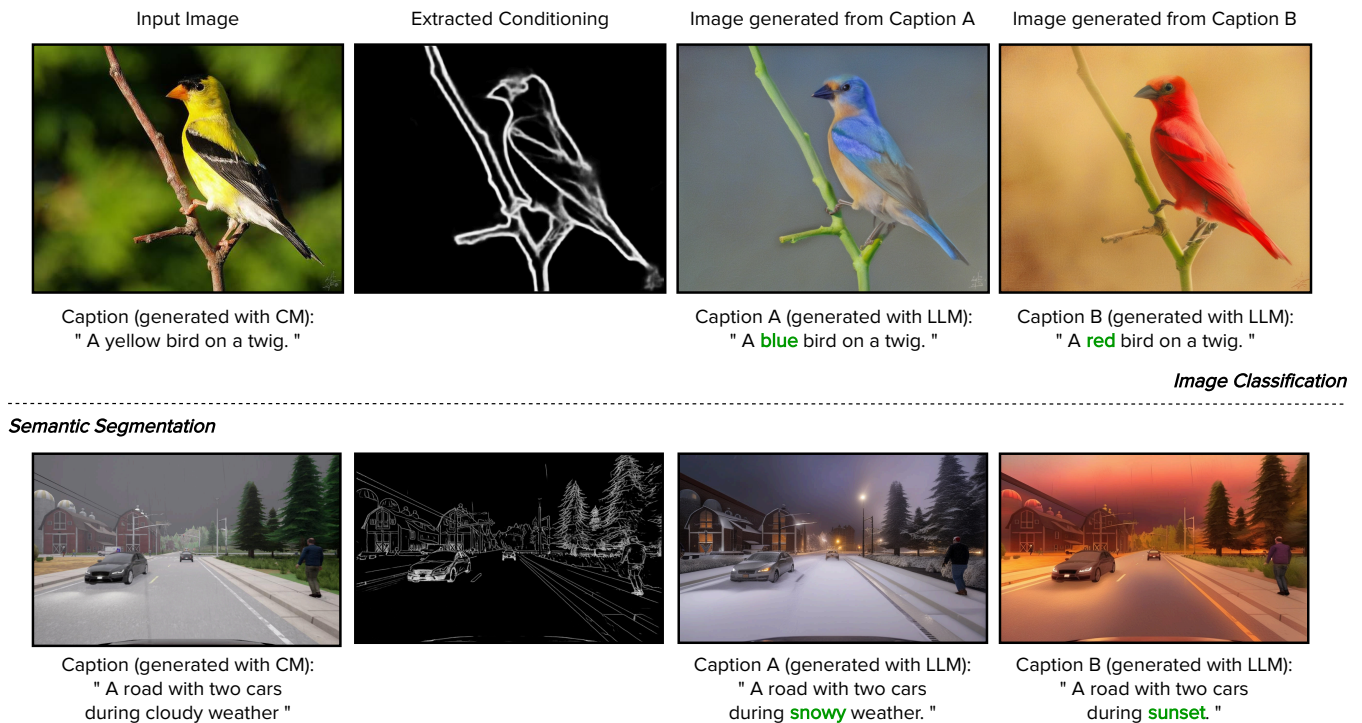 Input Image
Extracted Conditioning
Image generated from Caption A
Image generated from Caption B
Caption (generated with CM):
" A yellow bird on a twig. "
Caption A (generated with LLM):
" A blue bird on a twig. "
Caption B (generated with LLM):
" A red bird on a twig. "
Image Classification
Semantic Segmentation
Caption (generated with CM):
" A road with two cars
during cloudy weather "
Caption A (generated with LLM):
" A road with two cars
during snowy weather. "
Caption B (generated with LLM):
" A road with two cars
during sunset. "